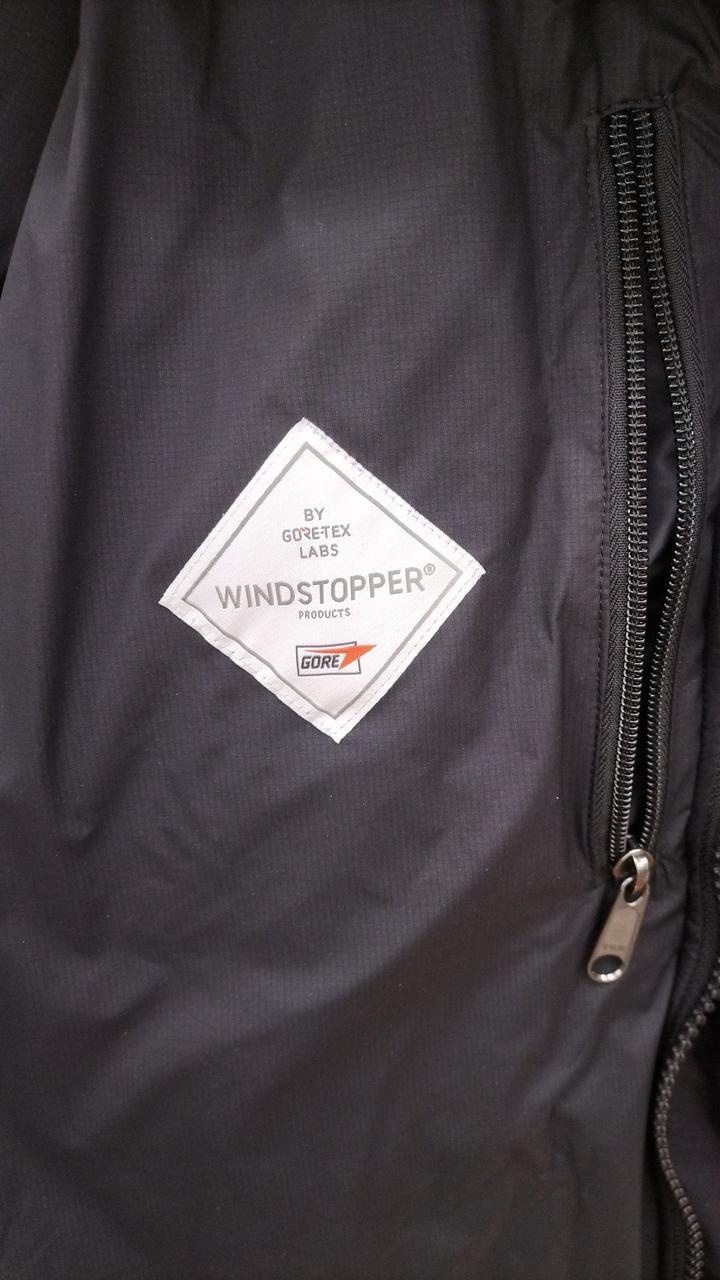 BY
GORE-TEX
LABS
WINDSTOPPER®
PRODUCTS
GORE